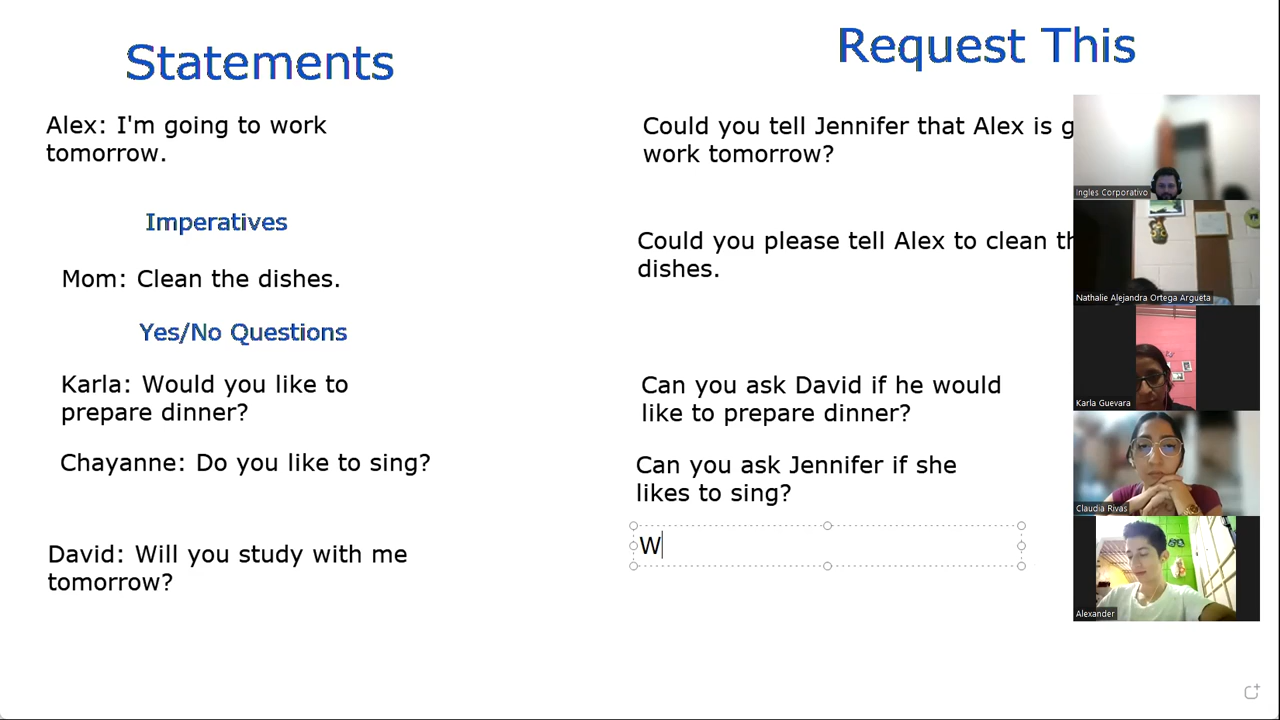 Statements
Alex: I'm going to work
tomorrow.
Imperatives
Mom: Clean the dishes.
Yes/No Questions
Karla: Would you like to
prepare dinner?
Chayanne: Do you like to sing?
David: Will you study with me
tomorrow?
Request This
Could you tell Jennifer that Alex is g
work tomorrow?
Could you please tell Alex to clean th
dishes.
Can you ask David if he would
like to prepare dinner?
Can you ask Jennifer if she
likes to sing?
W
Ingles Corporativo
Nathalie Alejandra Ortega Argueta
Karla Guevara
Claudia Rivas
Alexander